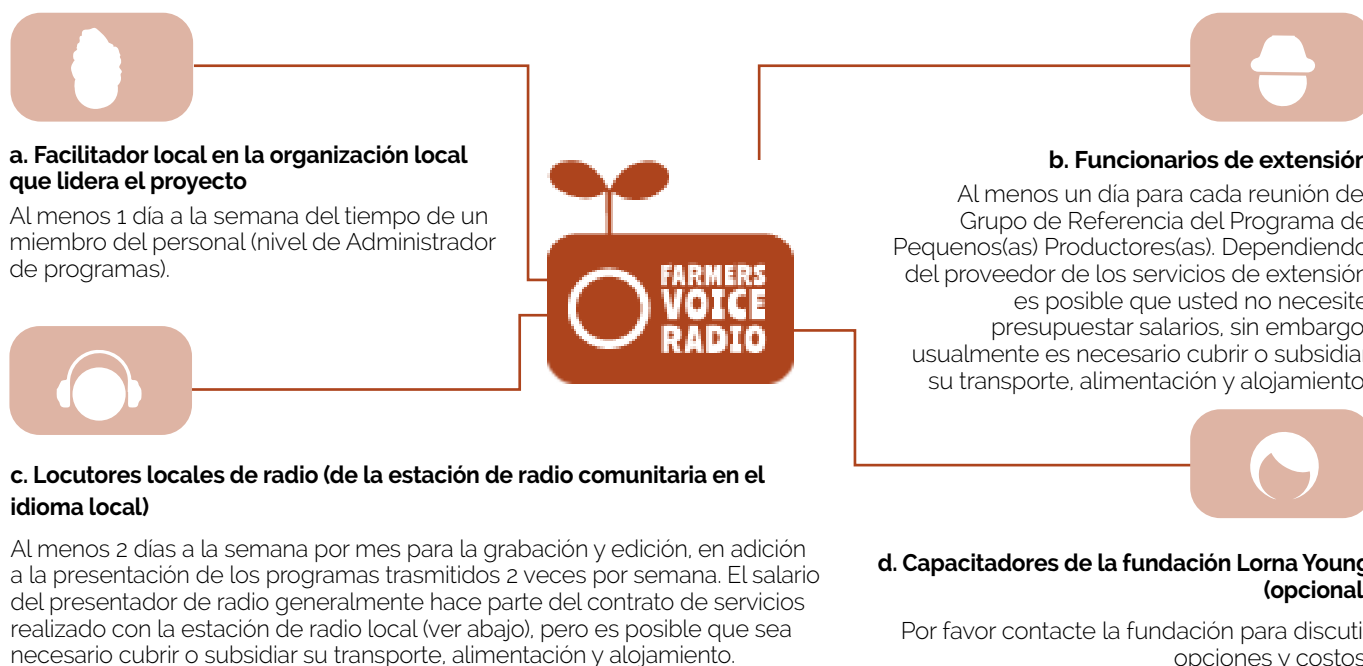 a. Facilitador local en la organización local
que lidera el proyecto
Al menos 1 día a la semana del tiempo de un
miembro del personal (nivel de Administrador
de programas).
FARMERS
VOICE
RADIO
b. Funcionarios de extensión
Al menos un día para cada reunión de
Grupo de Referencia del Programa de
Pequenos(as) Productores(as). Dependiendo
del proveedor de los servicios de extensión
es posible que usted no necesite
presupuestar salarios, sin embargo
usualmente es necesario cubrir o subsidiar
su transporte, alimentación y alojamiento
c. Locutores locales de radio (de la estación de radio comunitaria en el
idioma local)
Al menos 2 días a la semana por mes para la grabación y edición, en adición
a la presentación de los programas trasmitidos 2 veces por semana. El salario
del presentador de radio generalmente hace parte del contrato de servicios
realizado con la estación de radio local (ver abajo), pero es posible que sea
necesario cubrir o subsidiar su transporte, alimentación y alojamiento.
d. Capacitadores de la fundación Lorna Young
(opcional
Por favor contacte la fundación para discuti
opciones y costos